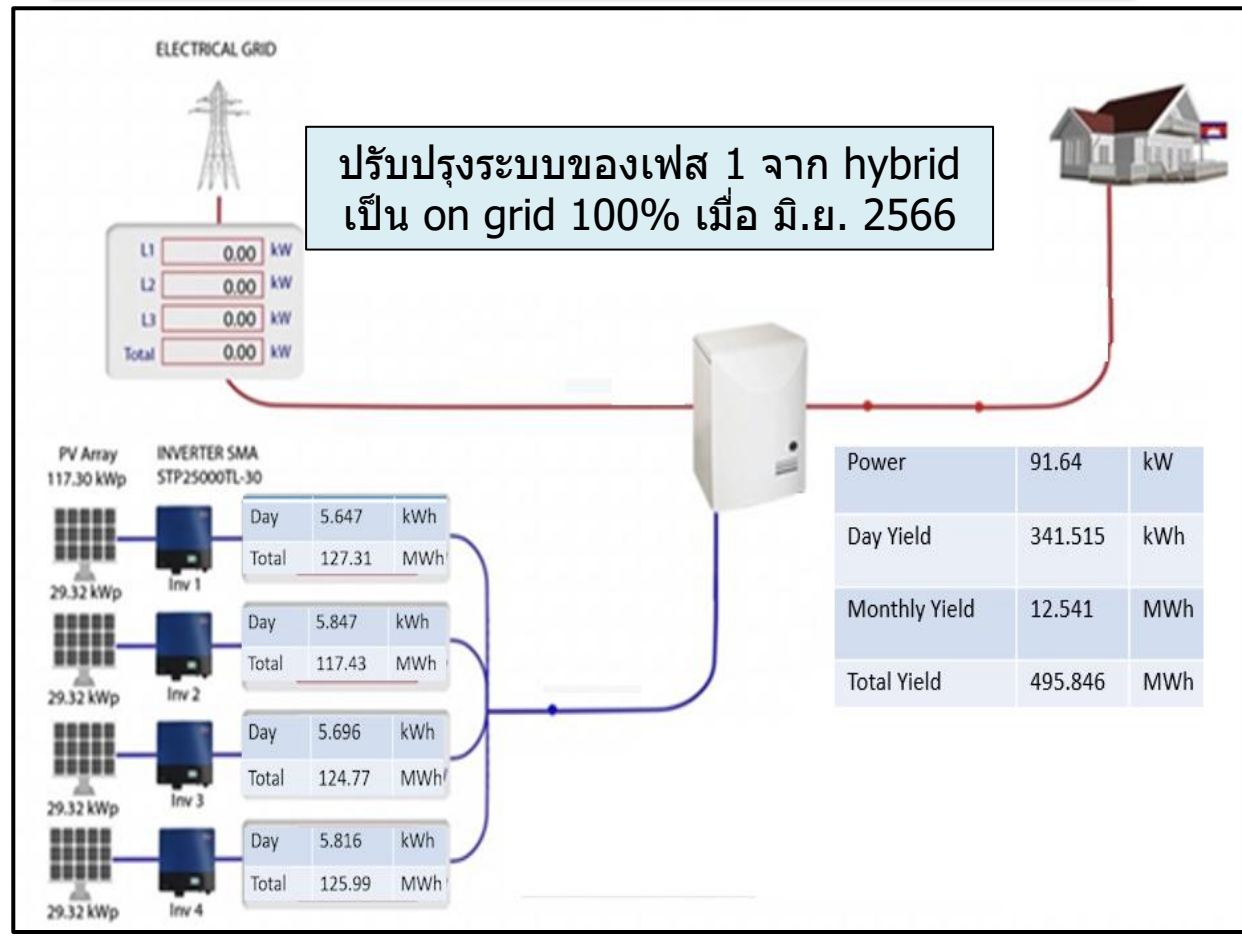 ELECTRICAL GRID
ปรับปรุงระบบของเฟส 1 จาก hybrid
เป็น on grid 100% เมื่อ มิ.ย. 2566
L1 0.00 kW
L2 0.00 kW
L3 0.00 kW
Total 0.00 kW
PV Array
117.30 kWp
INVERTER SMA
STP25000TL-30
Day 5.647 kWh
Total 127.31 MWh
29.32 kWp
Inv 1
Day 5.847 kWh
Total 117.43 MWh
29.32 kWp
Inv 2
Day 5.696 kWh
Total 124.77 MWh
29.32 kWp
Inv 3
Day 5.816 kWh
Total 125.99 MWh
29.32 kWp
Inv 4
Power 91.64 kW
Day Yield 341.515 kWh
Monthly Yield 12.541 MWh
Total Yield 495.846 MWh